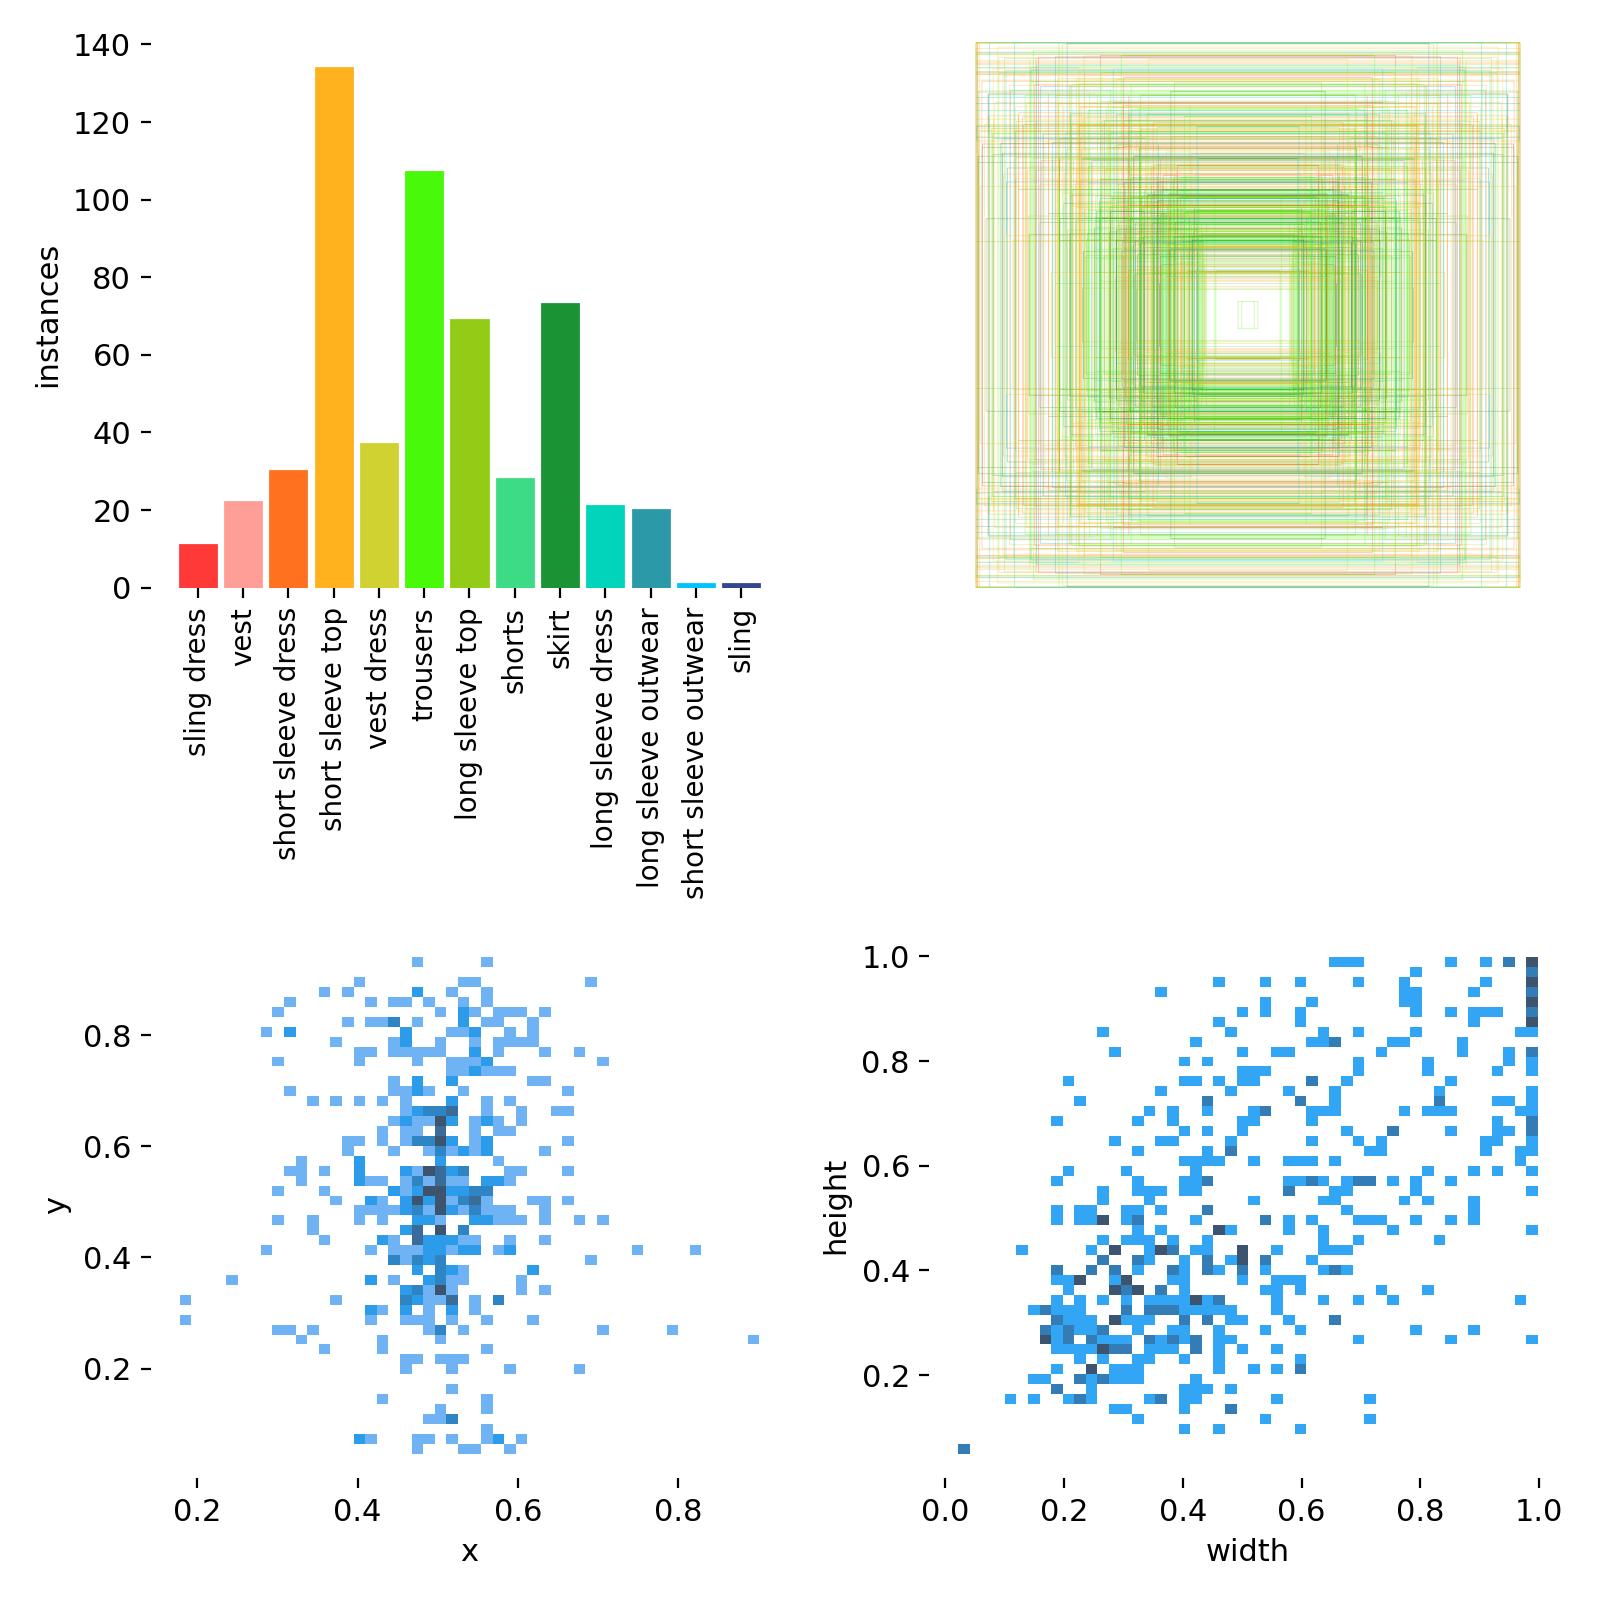 140
120
100
80
60
40
20
0
instances
sling dress
vest
short sleeve dress
short sleeve top
vest dress
trousers
long sleeve top
shorts
skirt
long sleeve dress
long sleeve outwear
short sleeve outwear
sling
0.8
0.6
0.4
0.2
y
0.2 0.4 0.6 0.8
x
1.0
0.8
0.6
0.4
0.2
height
0.0 0.2 0.4 0.6 0.8 1.0
width